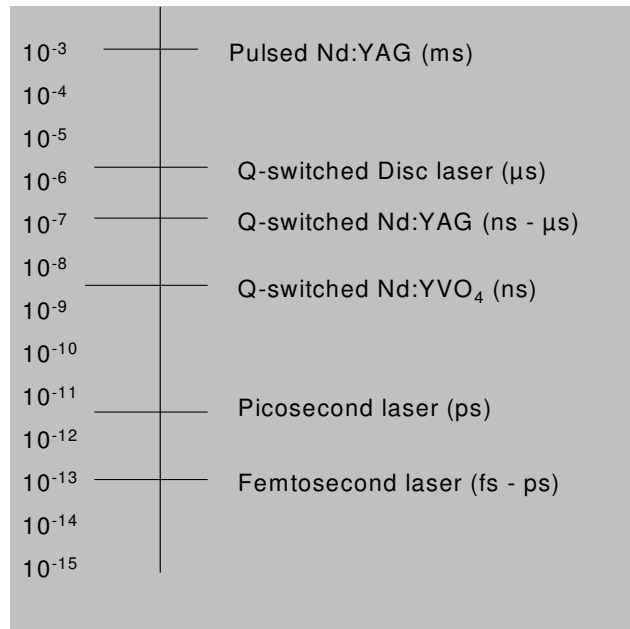 10⁻³ Pulsed Nd:YAG (ms)
10⁻⁴
10⁻⁵
Q-switched Disc laser (μs)
10⁻⁶
10⁻⁷ Q-switched Nd:YAG (ns - μs)
10⁻⁸
Q-switched Nd:YVO₄ (ns)
10⁻⁹
10⁻¹⁰
10⁻¹¹
Picosecond laser (ps)
10⁻¹²
10⁻¹³ Femtosecond laser (fs - ps)
10⁻¹⁴
10⁻¹⁵